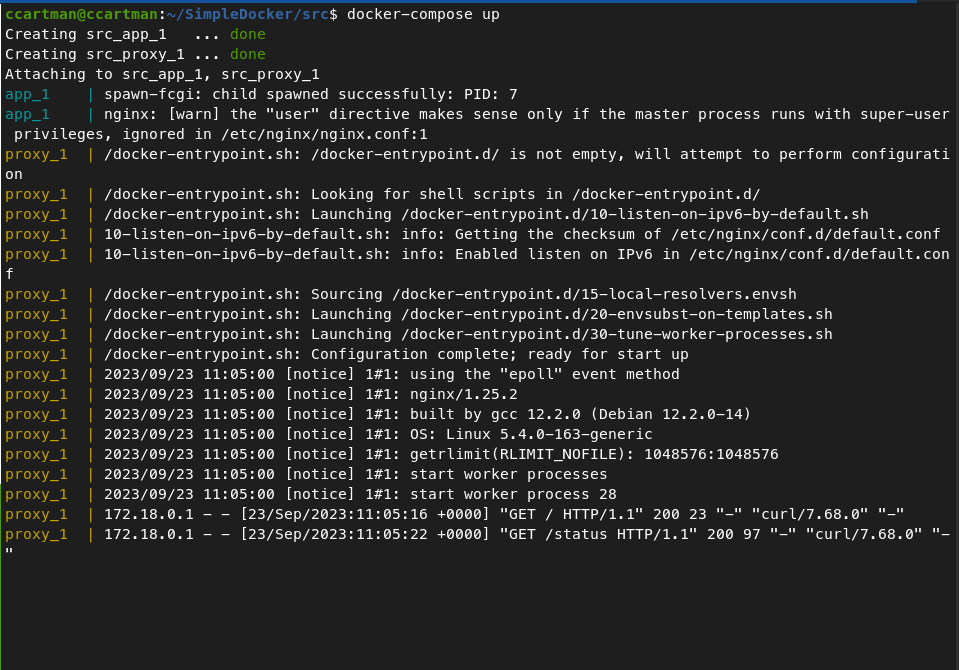 ccartman@ccartman:~/SimpleDocker/src$ docker-compose up
Creating src_app_1   ... done
Creating src_proxy_1 ... done
Attaching to src_app_1, src_proxy_1
app_1    | spawn-fcgi: child spawned successfully: PID: 7
app_1    | nginx: [warn] the "user" directive makes sense only if the master process runs with super-user
 privileges, ignored in /etc/nginx/nginx.conf:1
proxy_1  | /docker-entrypoint.sh: /docker-entrypoint.d/ is not empty, will attempt to perform configurati
on
proxy_1  | /docker-entrypoint.sh: Looking for shell scripts in /docker-entrypoint.d/
proxy_1  | /docker-entrypoint.sh: Launching /docker-entrypoint.d/10-listen-on-ipv6-by-default.sh
proxy_1  | 10-listen-on-ipv6-by-default.sh: info: Getting the checksum of /etc/nginx/conf.d/default.conf
proxy_1  | 10-listen-on-ipv6-by-default.sh: info: Enabled listen on IPv6 in /etc/nginx/conf.d/default.con
f
proxy_1  | /docker-entrypoint.sh: Sourcing /docker-entrypoint.d/15-local-resolvers.envsh
proxy_1  | /docker-entrypoint.sh: Launching /docker-entrypoint.d/20-envsubst-on-templates.sh
proxy_1  | /docker-entrypoint.sh: Launching /docker-entrypoint.d/30-tune-worker-processes.sh
proxy_1  | /docker-entrypoint.sh: Configuration complete; ready for start up
proxy_1  | 2023/09/23 11:05:00 [notice] 1#1: using the "epoll" event method
proxy_1  | 2023/09/23 11:05:00 [notice] 1#1: nginx/1.25.2
proxy_1  | 2023/09/23 11:05:00 [notice] 1#1: built by gcc 12.2.0 (Debian 12.2.0-14)
proxy_1  | 2023/09/23 11:05:00 [notice] 1#1: OS: Linux 5.4.0-163-generic
proxy_1  | 2023/09/23 11:05:00 [notice] 1#1: getrlimit(RLIMIT_NOFILE): 1048576:1048576
proxy_1  | 2023/09/23 11:05:00 [notice] 1#1: start worker processes
proxy_1  | 2023/09/23 11:05:00 [notice] 1#1: start worker process 28
proxy_1  | 172.18.0.1 - - [23/Sep/2023:11:05:16 +0000] "GET / HTTP/1.1" 200 23 "-" "curl/7.68.0" "-"
proxy_1  | 172.18.0.1 - - [23/Sep/2023:11:05:22 +0000] "GET /status HTTP/1.1" 200 97 "-" "curl/7.68.0" "-
"